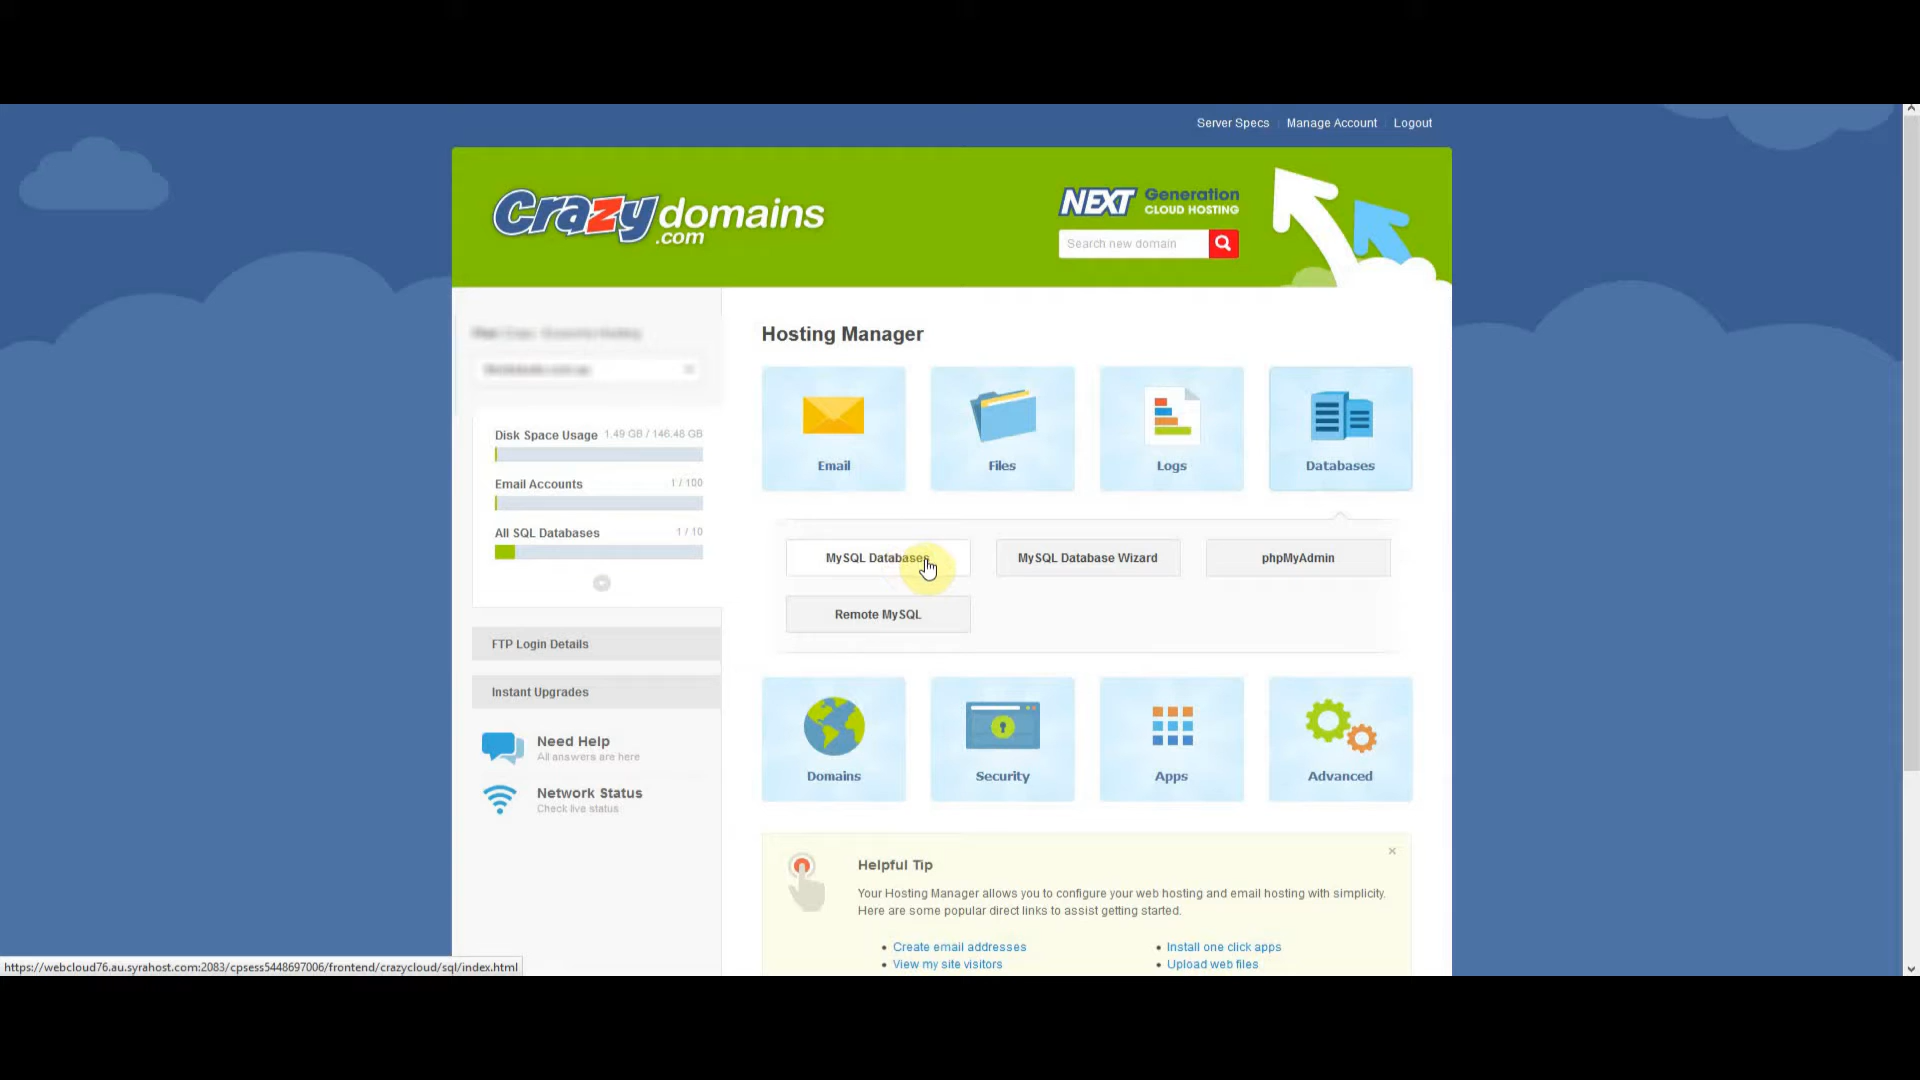 Server Specs Manage Account Logout
Crazy domains .com
NEXT Generation CLOUD HOSTING
Search new domain
Hosting Manager
Disk Space Usage 1.49 GB / 146.48 GB
Email Accounts 1 / 100
All SQL Databases 1 / 10
FTP Login Details
Instant Upgrades
Need Help
All answers are here
Network Status
Check live status
Email Files Logs Databases
MySQL Databases MySQL Database Wizard phpMyAdmin
Remote MySQL
Domains Security Apps Advanced
Helpful Tip
Your Hosting Manager allows you to configure your web hosting and email hosting with simplicity.
Here are some popular direct links to assist getting started.
• Create email addresses • Install one click apps
• View my site visitors • Upload web files
https://webcloud76.au.syrahost.com:2083/cpsess5448697006/frontend/crazycloud/sql/index.html